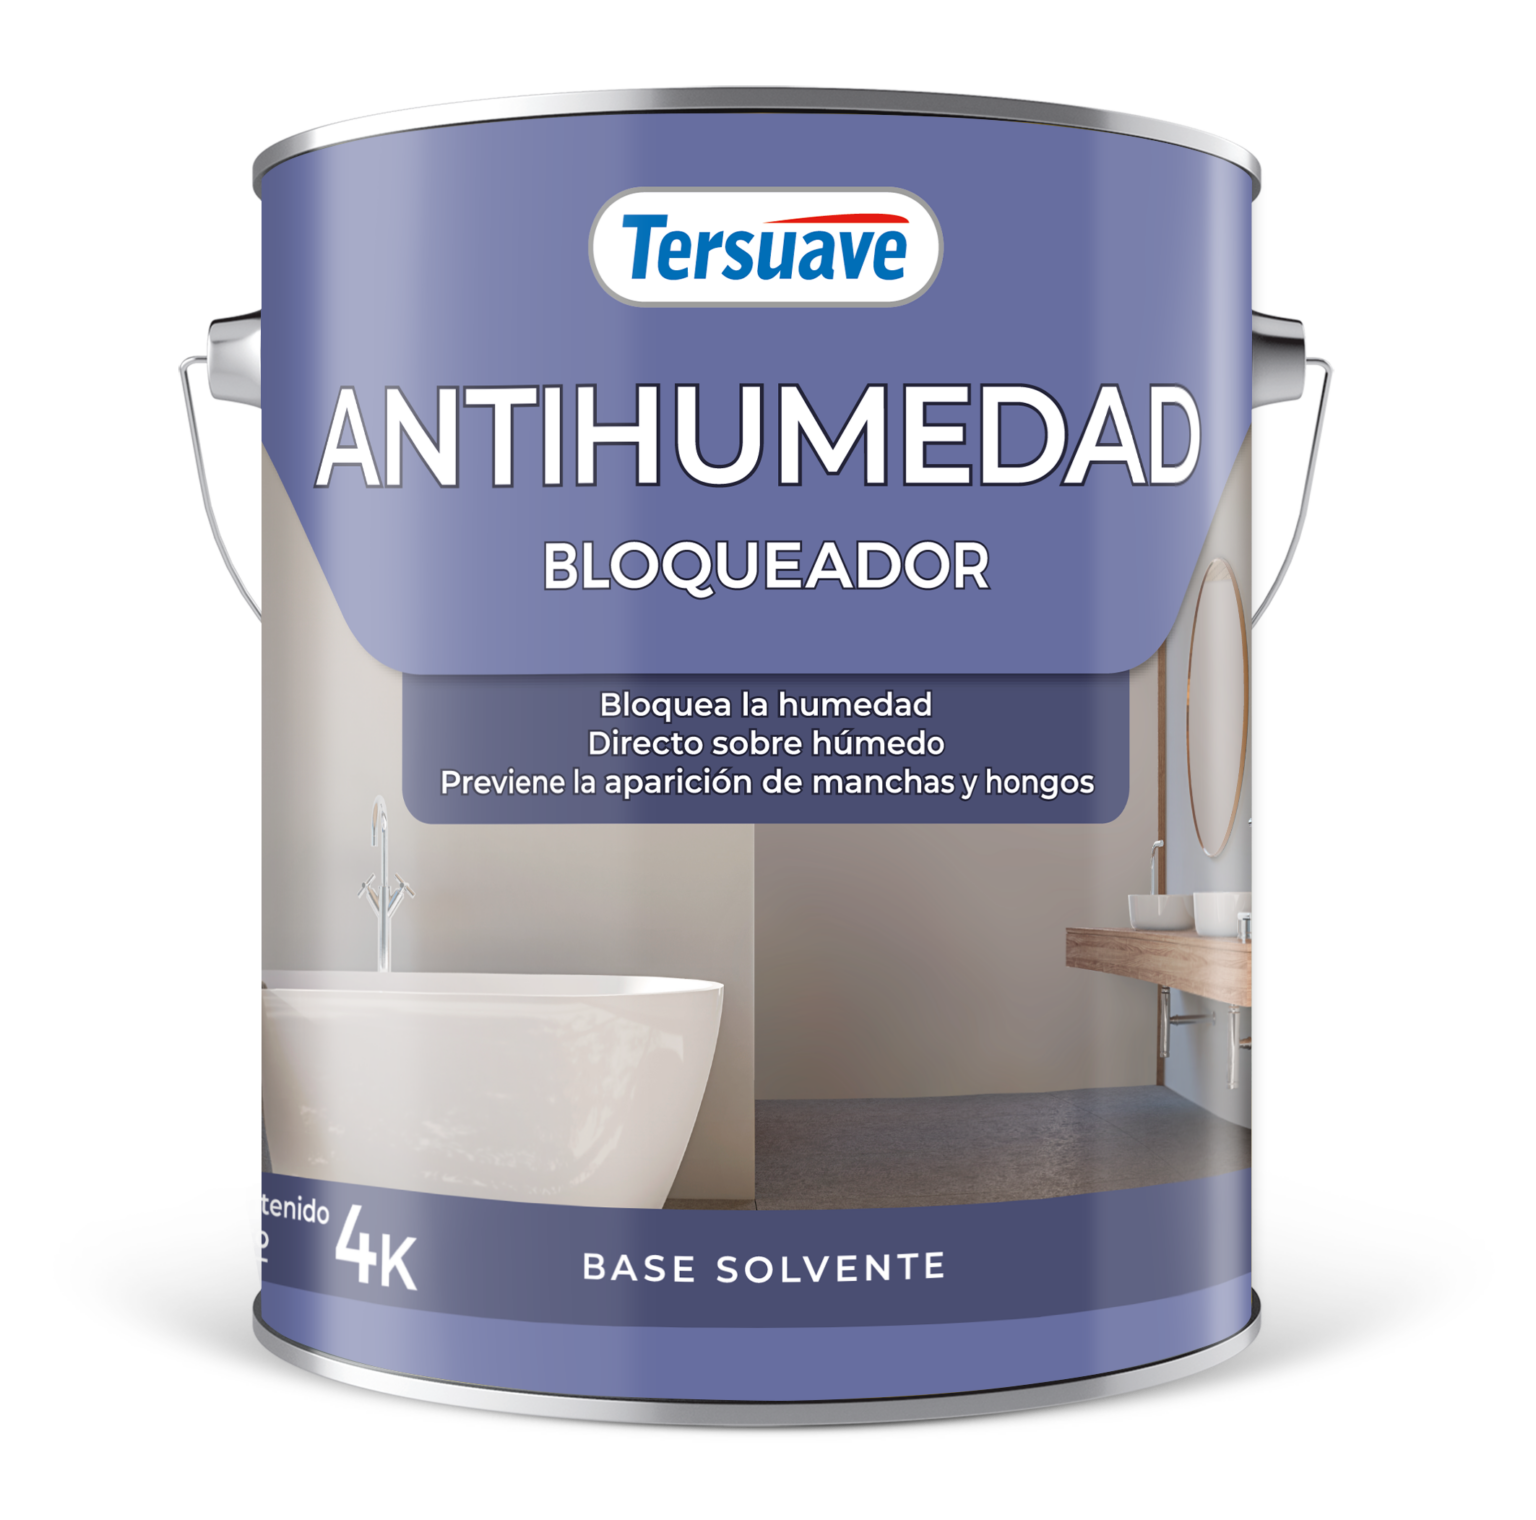 Tersuave
ANTIHUMEDAD
BLOQUEADOR
Bloquea la humedad
Directo sobre húmedo
Previene la aparición de manchas y hongos
tenido
4K
BASE SOLVENTE